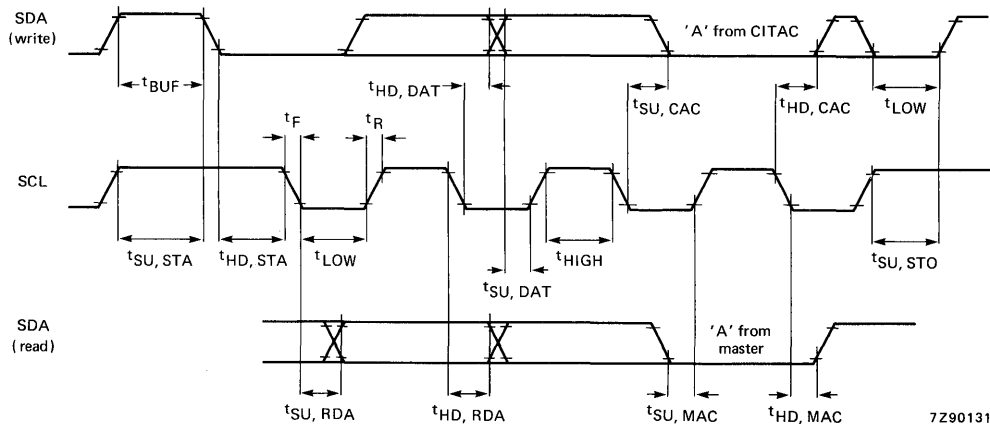 SDA
(write)
'A' from CITAC
tBUF
tHD, DAT
tSU, CAC
tHD, CAC
tLOW
tF
tR
SCL
tSU, STA
tHD, STA
tLOW
tHIGH
tSU, STO
tSU, DAT
SDA
(read)
'A' from
master
tSU, RDA
tHD, RDA
tSU, MAC
tHD, MAC
7Z90131